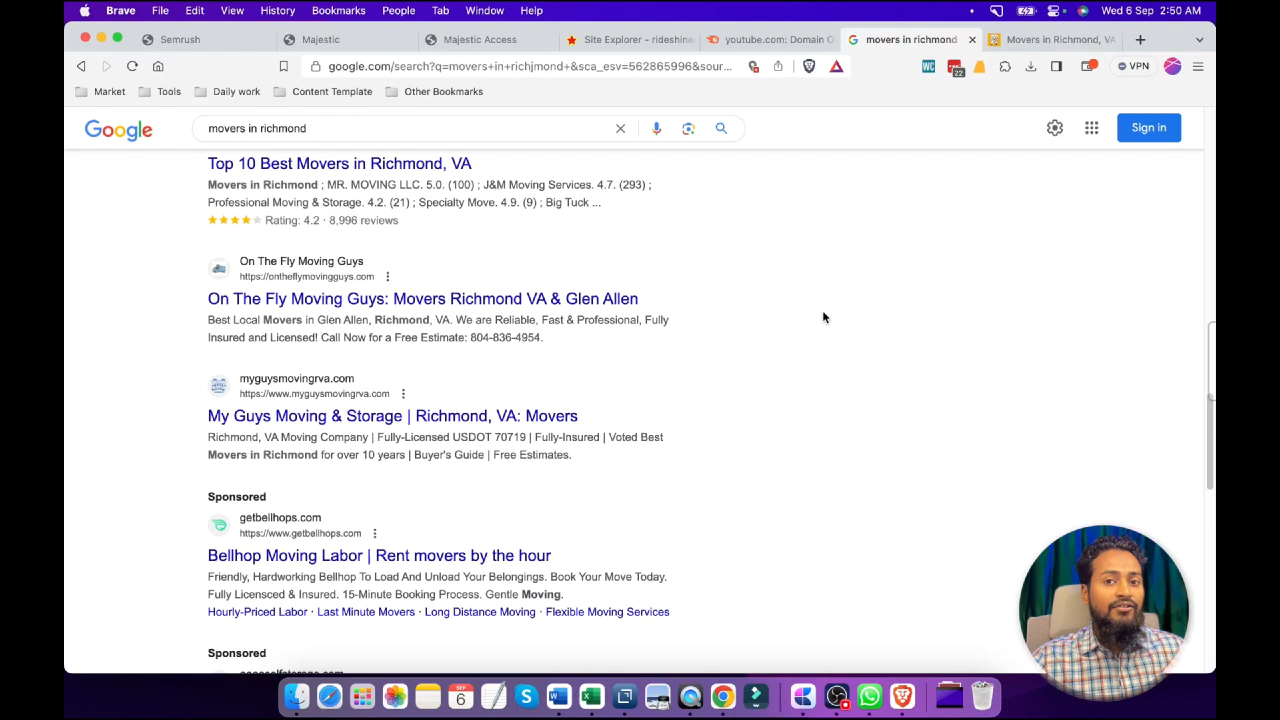 Brave File Edit View History Bookmarks People Tab Window Help Wed 6 Sep 2:50 AM
Semrush Majestic Majestic Access Site Explorer - rideshine youtube.com: Domain O movers in richmond Movers in Richmond, VA
google.com/search?q=movers+in+richjmond+&sca_esv=562865996&sour... 22 VPN
Market Tools Daily work Content Template Other Bookmarks
Google movers in richmond Sign in
Top 10 Best Movers in Richmond, VA
Movers in Richmond ; MR. MOVING LLC. 5.0. (100) ; J&M Moving Services. 4.7. (293) ;
Professional Moving & Storage. 4.2. (21) ; Specialty Move. 4.9. (9) ; Big Tuck ...
Rating: 4.2 · 8,996 reviews
On The Fly Moving Guys
https://ontheflymovingguys.com
On The Fly Moving Guys: Movers Richmond VA & Glen Allen
Best Local Movers in Glen Allen, Richmond, VA. We are Reliable, Fast & Professional, Fully
Insured and Licensed! Call Now for a Free Estimate: 804-836-4954.
myguysmovingrva.com
https://www.myguysmovingrva.com
My Guys Moving & Storage | Richmond, VA: Movers
Richmond, VA Moving Company | Fully-Licensed USDOT 70719 | Fully-Insured | Voted Best
Movers in Richmond for over 10 years | Buyer's Guide | Free Estimates.
Sponsored
getbellhops.com
https://www.getbellhops.com
Bellhop Moving Labor | Rent movers by the hour
Friendly, Hardworking Bellhop To Load And Unload Your Belongings. Book Your Move Today.
Fully Licensced & Insured. 15-Minute Booking Process. Gentle Moving.
Hourly-Priced Labor · Last Minute Movers · Long Distance Moving · Flexible Moving Services
Sponsored
SEP
6